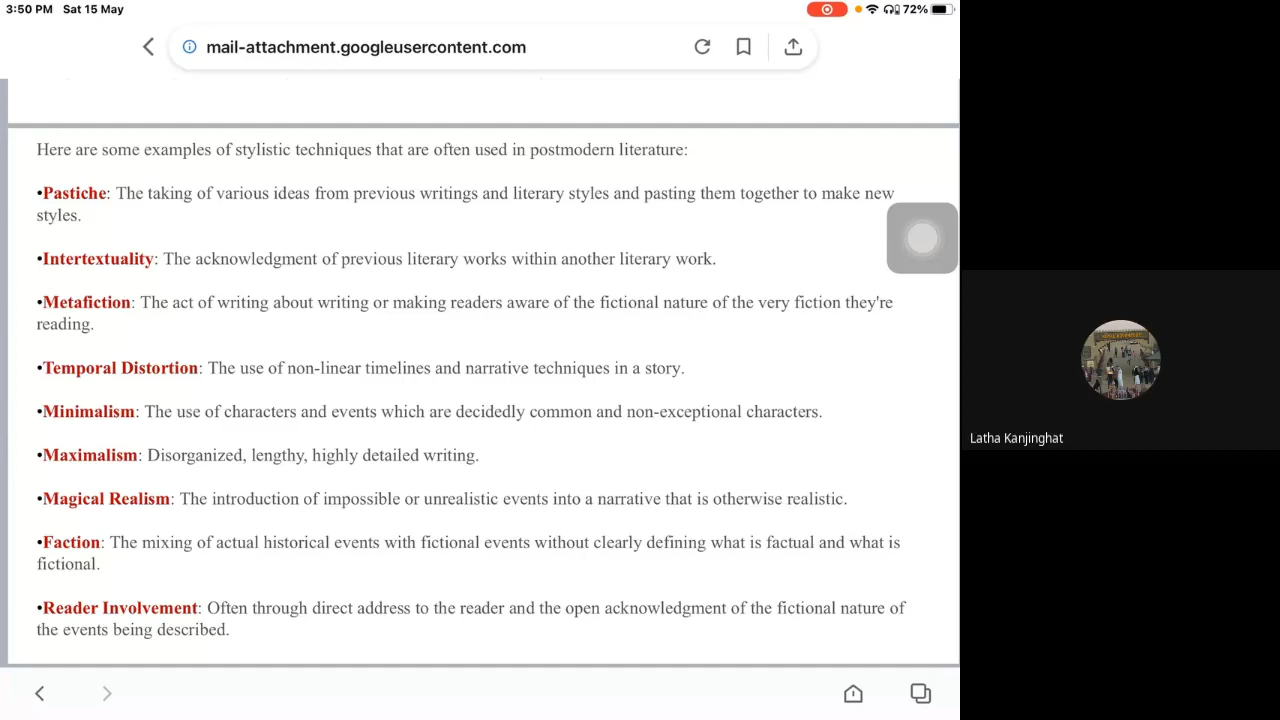 3:50 PM Sat 15 May
72%
mail-attachment.googleusercontent.com
Here are some examples of stylistic techniques that are often used in postmodern literature:
•Pastiche: The taking of various ideas from previous writings and literary styles and pasting them together to make new
styles.
•Intertextuality: The acknowledgment of previous literary works within another literary work.
•Metafiction: The act of writing about writing or making readers aware of the fictional nature of the very fiction they're
reading.
•Temporal Distortion: The use of non-linear timelines and narrative techniques in a story.
•Minimalism: The use of characters and events which are decidedly common and non-exceptional characters.
•Maximalism: Disorganized, lengthy, highly detailed writing.
•Magical Realism: The introduction of impossible or unrealistic events into a narrative that is otherwise realistic.
•Faction: The mixing of actual historical events with fictional events without clearly defining what is factual and what is
fictional.
•Reader Involvement: Often through direct address to the reader and the open acknowledgment of the fictional nature of
the events being described.
Latha Kanjinghat